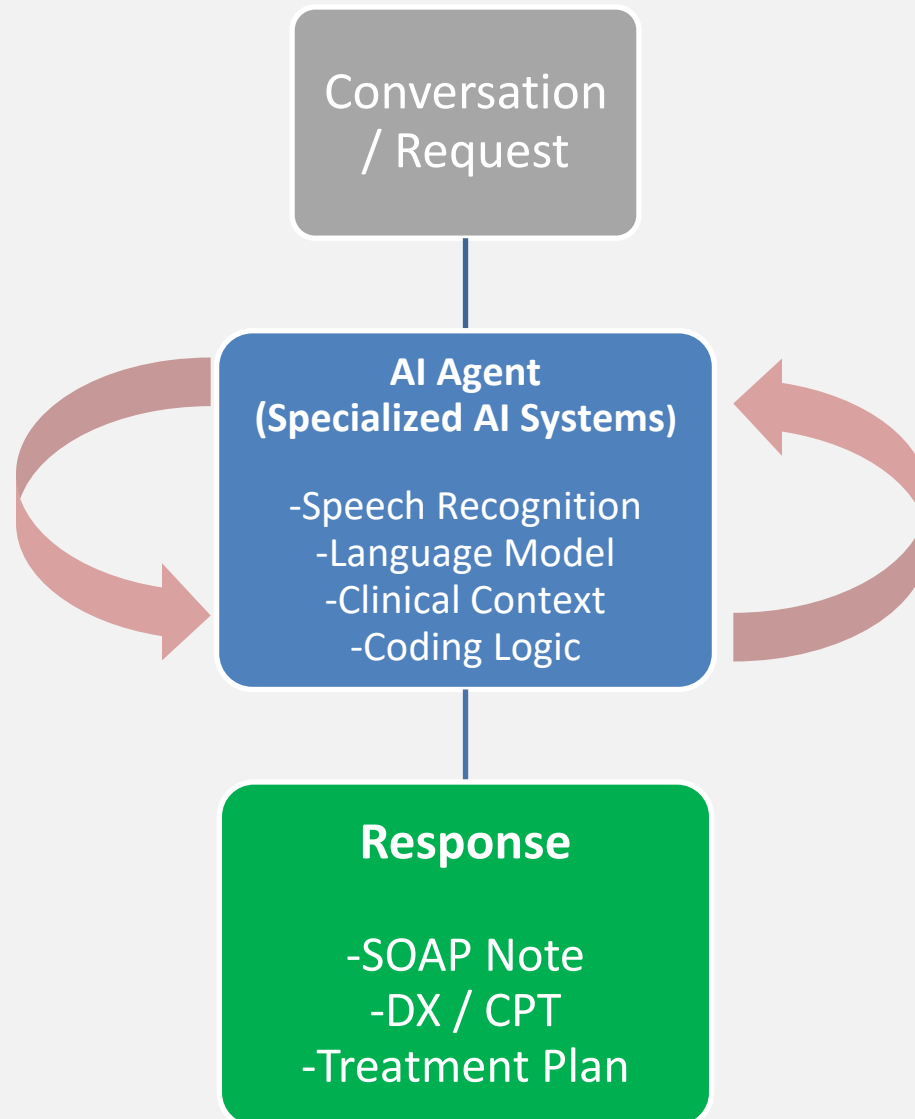 Conversation
/ Request
AI Agent
(Specialized AI Systems)
-Speech Recognition
-Language Model
-Clinical Context
-Coding Logic
Response
-SOAP Note
-DX / CPT
-Treatment Plan